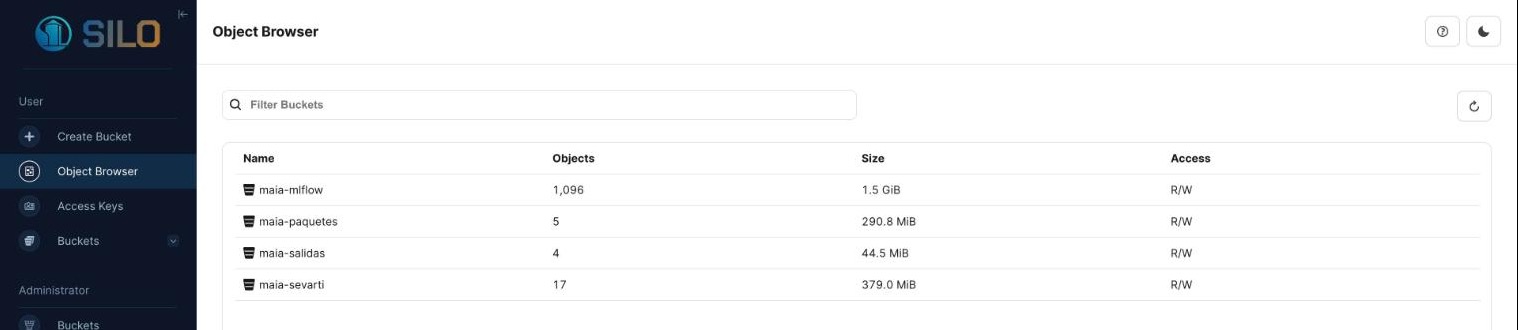 SILO
User
Create Bucket
Object Browser
Access Keys
Buckets
Administrator
Buckets
Object Browser
Filter Buckets
Name Objects Size Access
maia-mlflow 1,096 1.5 GiB R/W
maia-paquetes 5 290.8 MiB R/W
maia-salidas 4 44.5 MiB R/W
maia-sevarti 17 379.0 MiB R/W